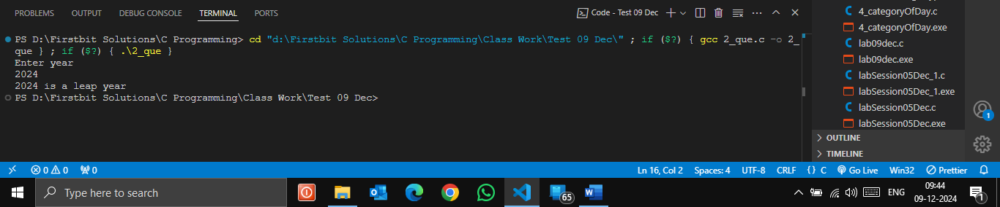 PROBLEMS OUTPUT DEBUG CONSOLE TERMINAL PORTS Code - Test 09 Dec
PS D:\Firstbit Solutions\C Programming> cd "d:\Firstbit Solutions\C Programming\Class Work\Test 09 Dec\" ; if ($?) { gcc 2_que.c -o 2_
que } ; if ($?) { .\2_que }
Enter year
2024
2024 is a leap year
PS D:\Firstbit Solutions\C Programming\Class Work\Test 09 Dec>
4_categoryOfDay.c
4_categoryOfDay.exe
lab09dec.c
lab09dec.exe
labSession05Dec_1.c
labSession05Dec_1.exe
labSession05Dec.c
labSession05Dec.exe
OUTLINE
TIMELINE
1
0 0 0 Ln 16, Col 2 Spaces: 4 UTF-8 CRLF {} C Go Live Win32 Prettier
Type here to search
65
ENG
09:44
09-12-2024
1